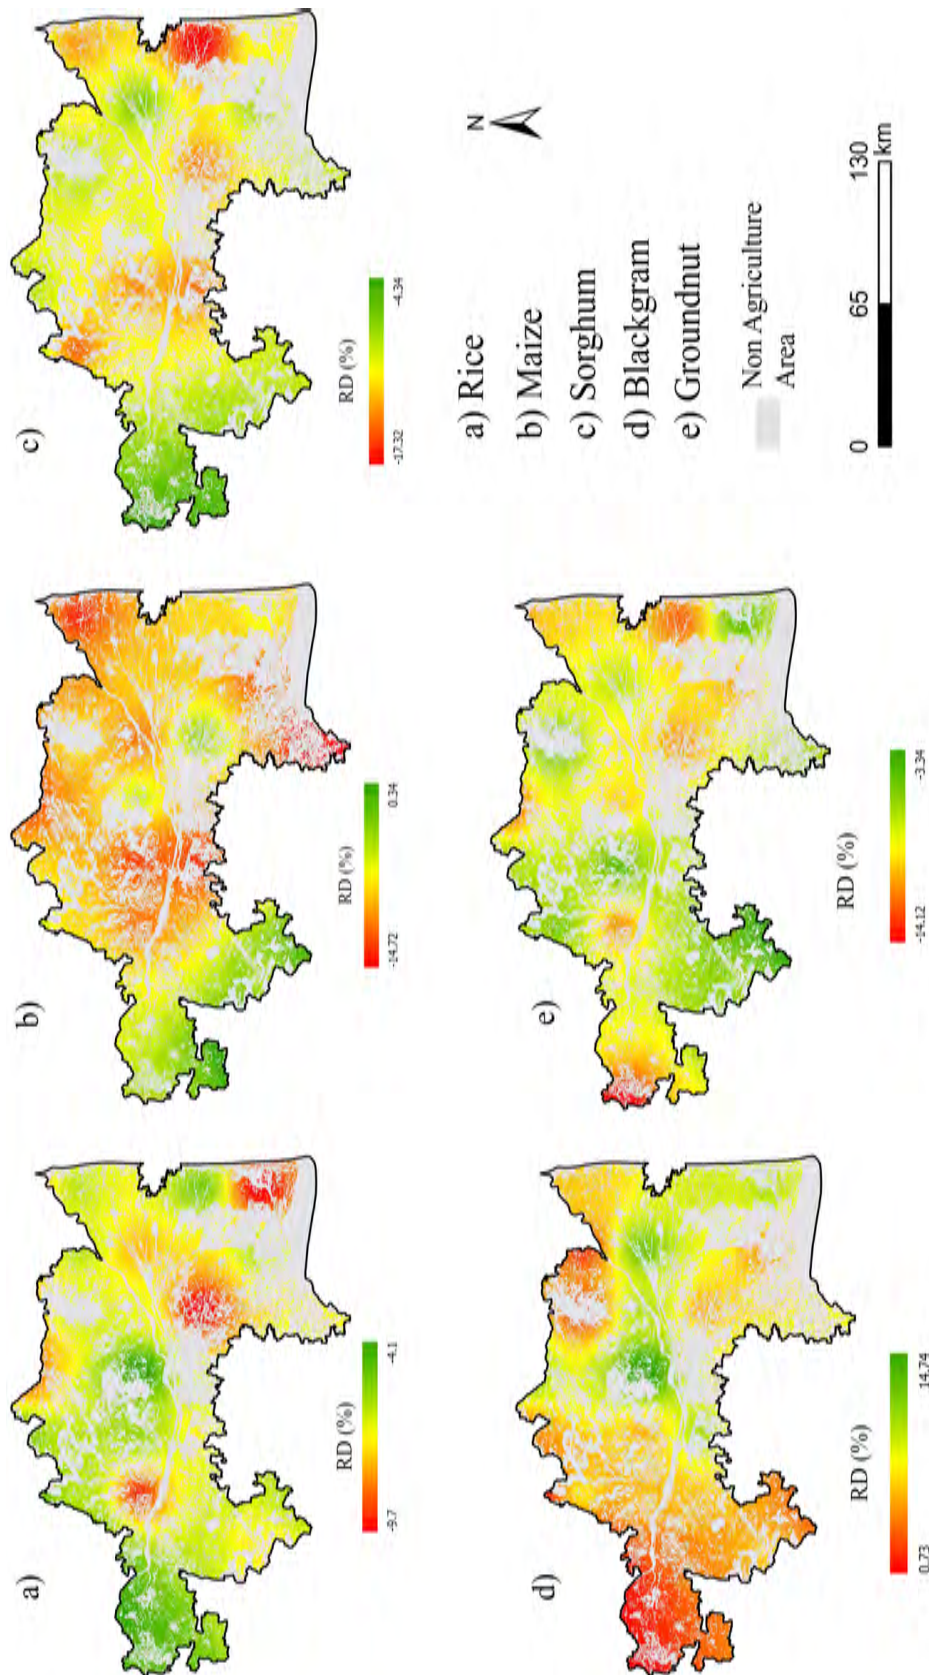 a)
RD (%)
-9.7
-4.1
b)
RD (%)
-14.72
0.34
c)
RD (%)
-17.32
-4.34
d)
RD (%)
0.73
14.74
e)
RD (%)
-14.12
-3.34
N
a) Rice
b) Maize
c) Sorghum
d) Blackgram
e) Groundnut
Non Agriculture
Area
0 65 130
km